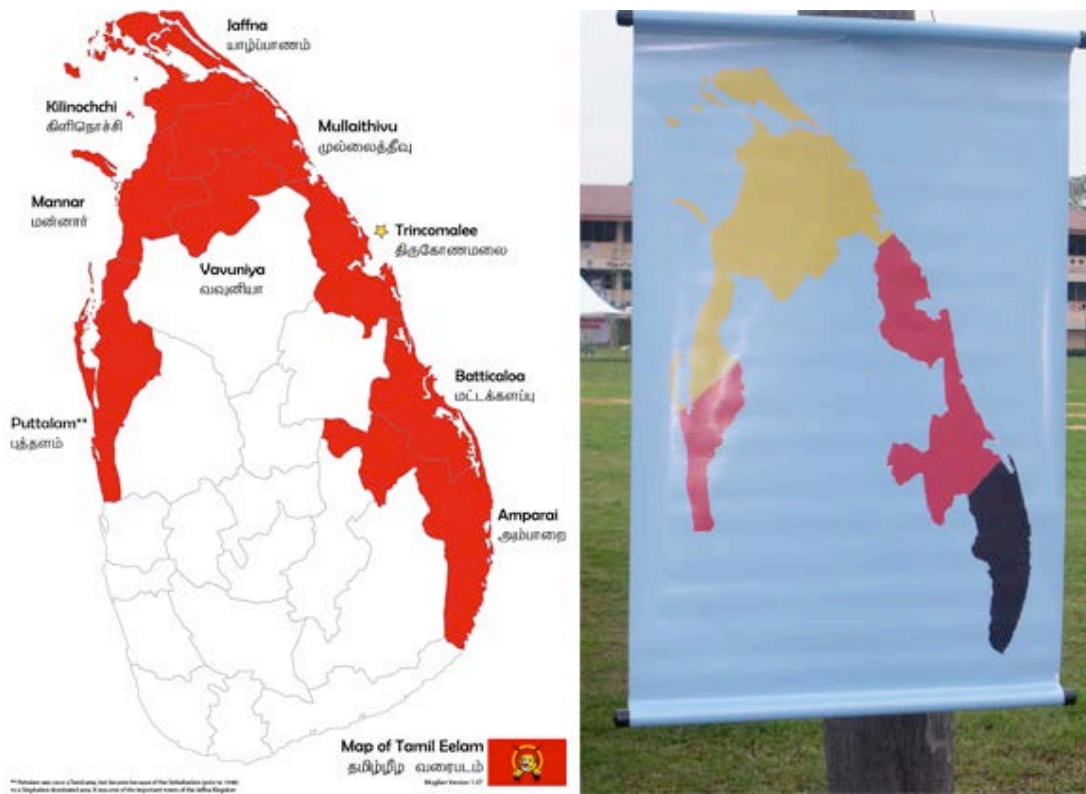 Jaffna
யாழ்ப்பாணம்
Kilinochchi
கிளிநொச்சி
Mullaithivu
முல்லைத்தீவு
Mannar
மன்னார்
Trincomalee
திருகோணமலை
Vavuniya
வவுனியா
Batticaloa
மட்டக்களப்பு
Puttalam**
புத்தளம்
Amparai
அம்பாறை
Map of Tamil Eelam
தமிழீழ வரைபடம்